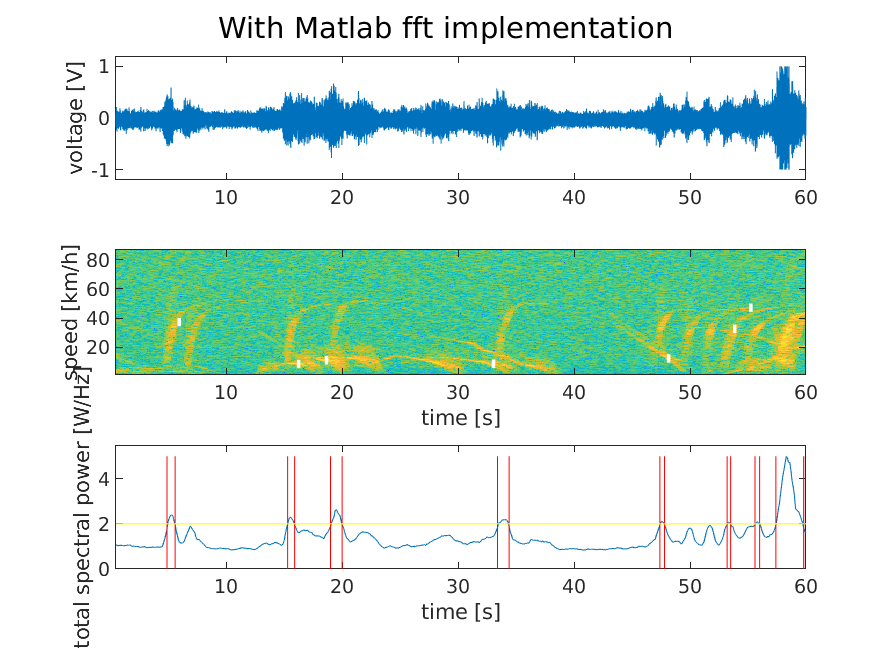 With Matlab fft implementation
voltage [V]
1
0
-1
10 20 30 40 50 60
speed [km/h]
80
60
40
20
10 20 30 40 50 60
time [s]
total spectral power [W/Hz]
4
2
0
10 20 30 40 50 60
time [s]